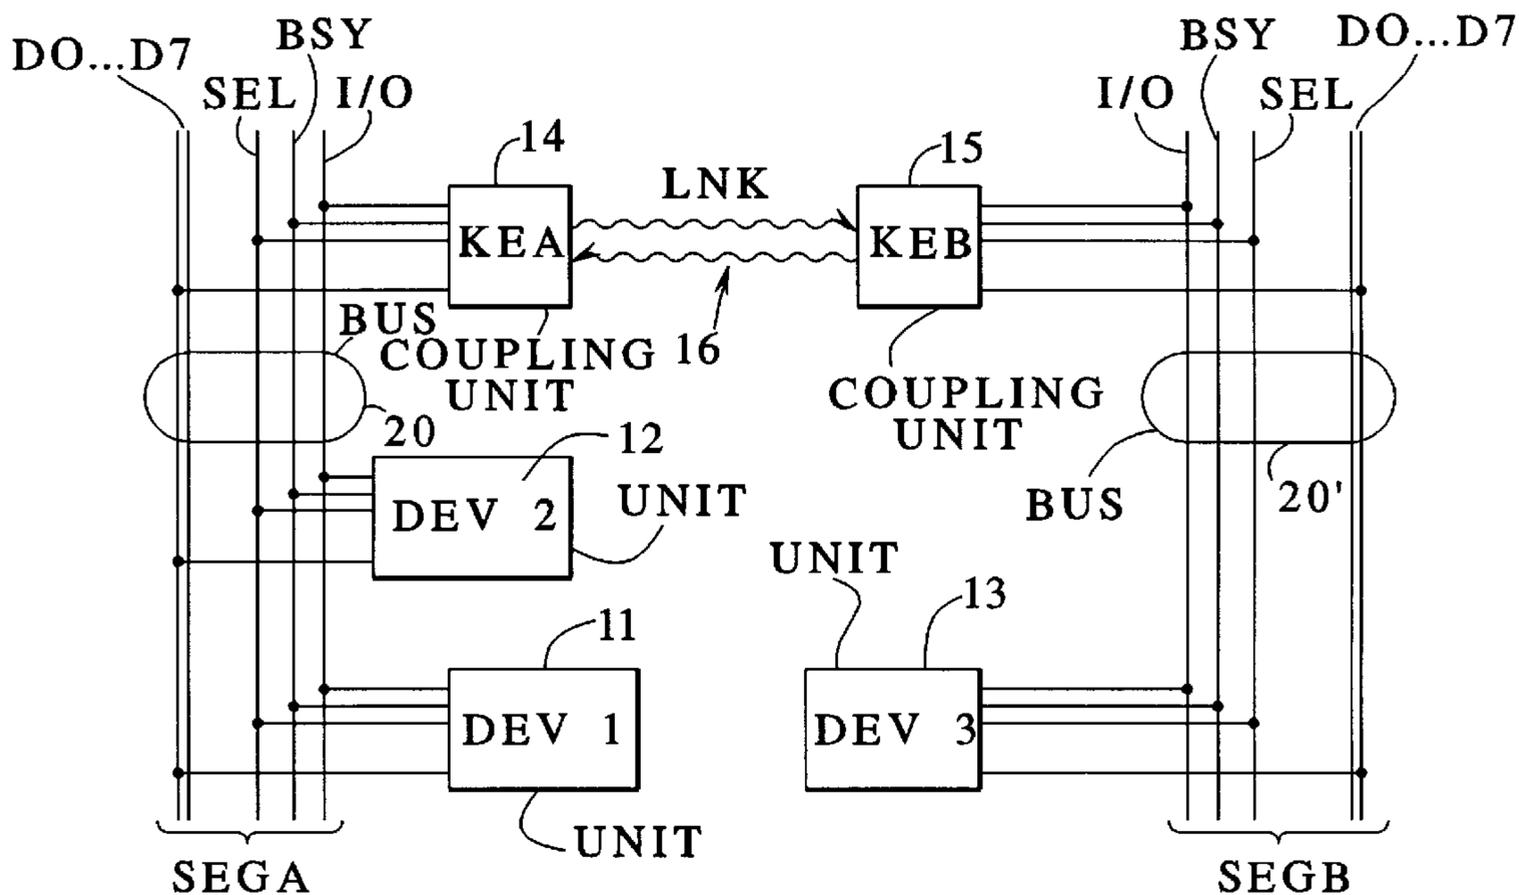 DO...D7
BSY
SEL
I/O
BSY
DO...D7
I/O
SEL
14
15
LNK
KEA
KEB
16
BUS
COUPLING
UNIT
COUPLING
UNIT
20
12
DEV 2
UNIT
BUS
20'
UNIT
13
11
DEV 1
DEV 3
UNIT
SEGA
SEGB